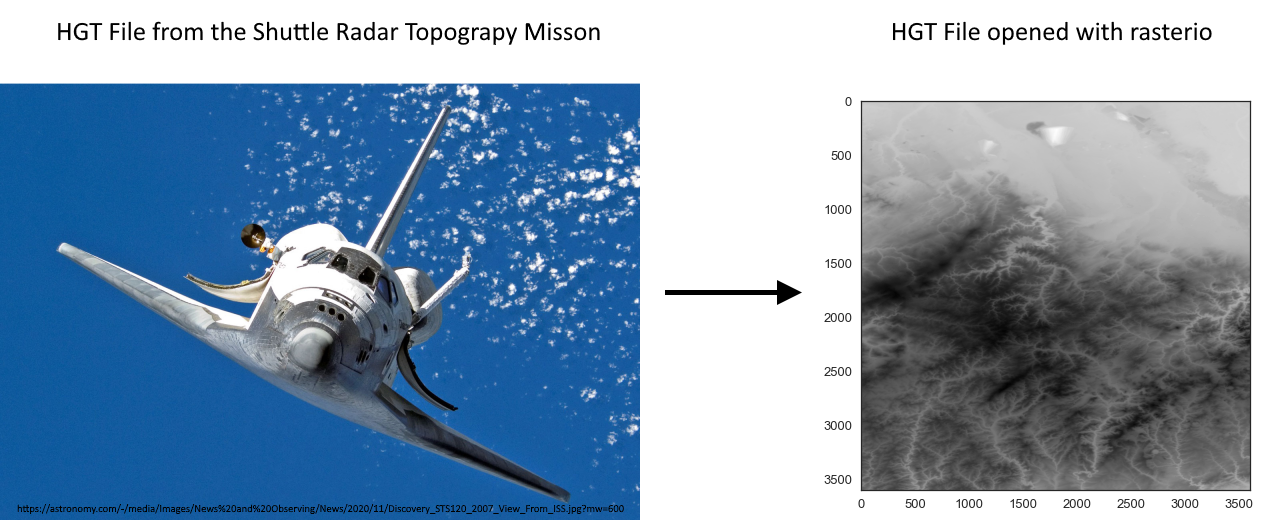 HGT File from the Shuttle Radar Topograpy Misson
HGT File opened with rasterio
0
500
1000
1500
2000
2500
3000
3500
0 500 1000 1500 2000 2500 3000 3500
https://astronomy.com/-/media/Images/News%20and%20Observing/News/2020/11/Discovery_STS120_2007_View_From_ISS.jpg?mw=600